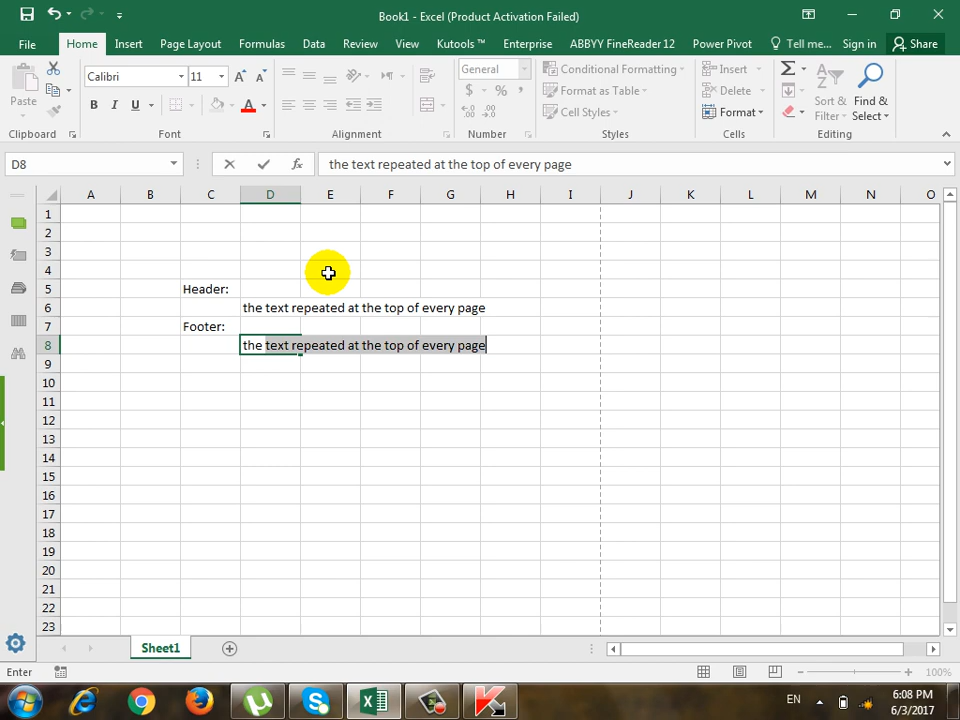 Book1 - Excel (Product Activation Failed)
File Home Insert Page Layout Formulas Data Review View Kutools ™ Enterprise ABBYY FineReader 12 Power Pivot Tell me... Sign in Share
Paste
Calibri 11
B I U A
General
$ % ,
Conditional Formatting
Format as Table
Cell Styles
Insert
Delete
Format
Sort & Filter
Find & Select
Clipboard Font Alignment Number Styles Cells Editing
D8 fx the text repeated at the top of every page
A B C D E F G H I J K L M N O
1
2
3
4
5 Header:
6 the text repeated at the top of every page
7 Footer:
8 the text repeated at the top of every page
9
10
11
12
13
14
15
16
17
18
19
20
21
22
23
Sheet1
Enter 100%
EN 6:08 PM
6/3/2017